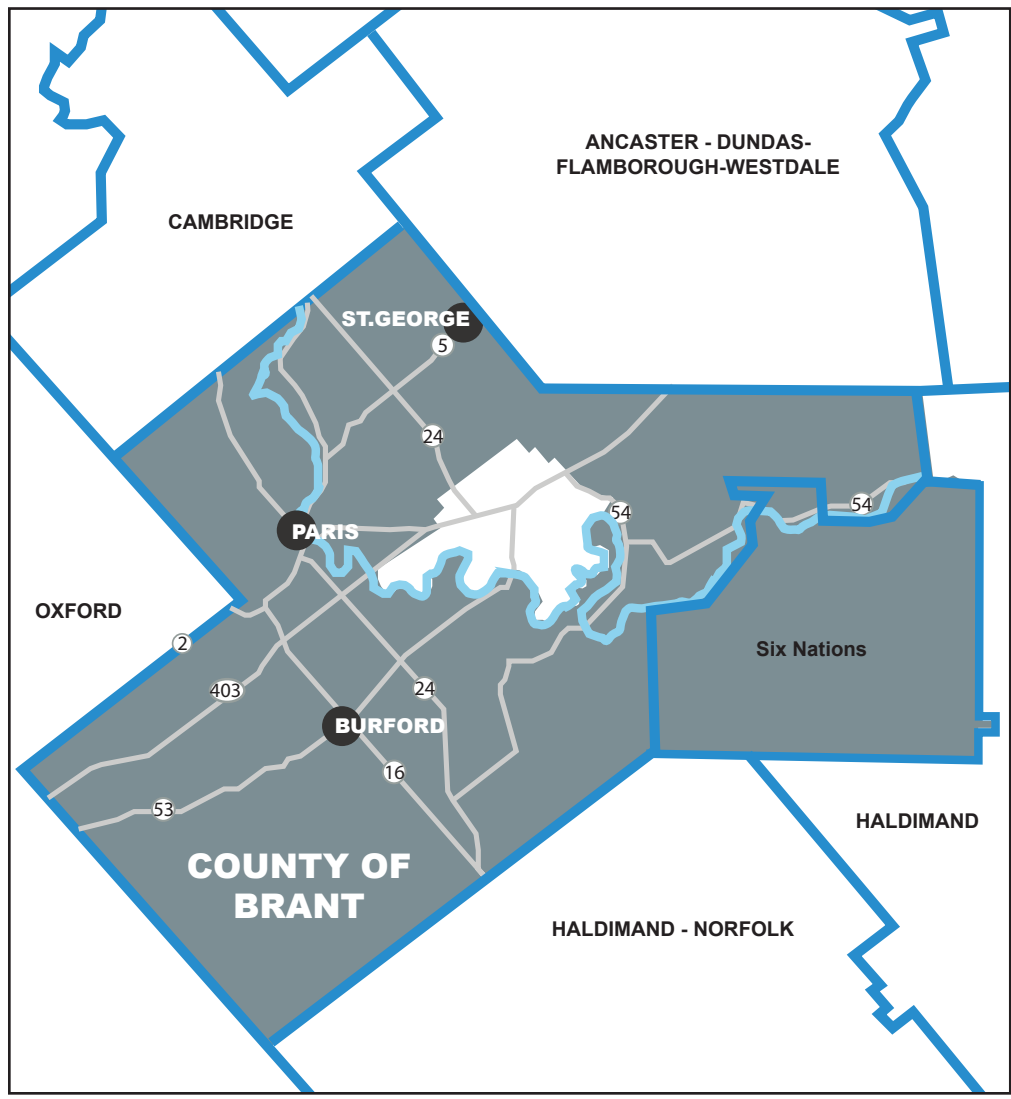 ANCASTER - DUNDAS-
FLAMBOROUGH-WESTDALE
CAMBRIDGE
ST.GEORGE
5
24
54
54
PARIS
OXFORD
2
Six Nations
403
24
BURFORD
16
53
HALDIMAND
COUNTY OF
BRANT
HALDIMAND - NORFOLK